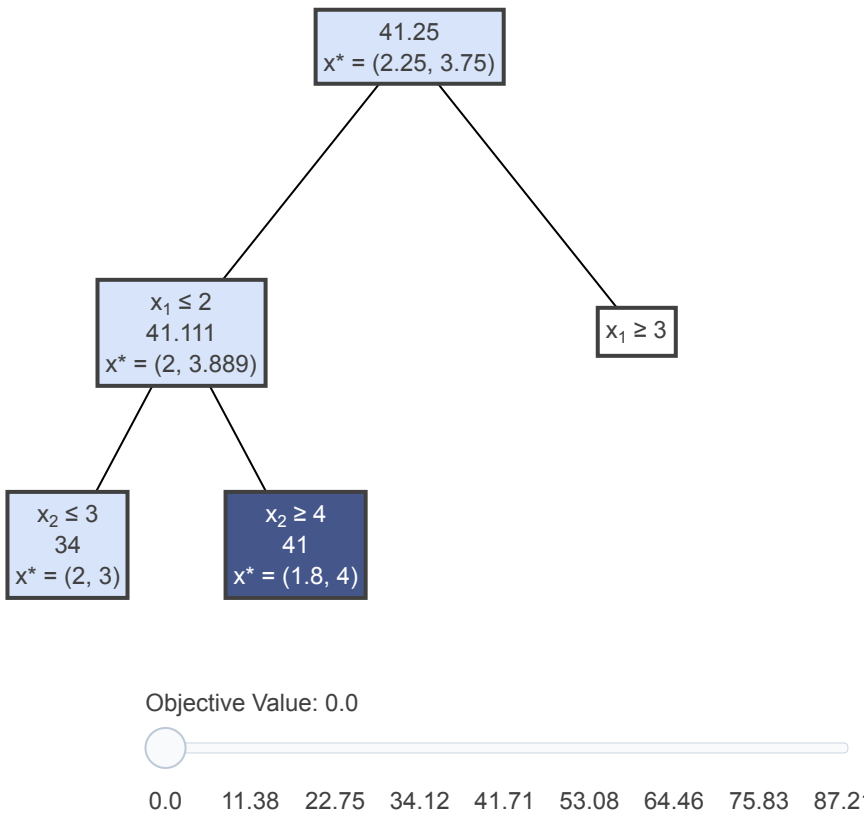 41.25
x* = (2.25, 3.75)
x₁ ≤ 2
41.111
x* = (2, 3.889)
x₁ ≥ 3
x₂ ≤ 3
34
x* = (2, 3)
x₂ ≥ 4
41
x* = (1.8, 4)
Objective Value: 0.0
0.0 11.38 22.75 34.12 41.71 53.08 64.46 75.83 87.21